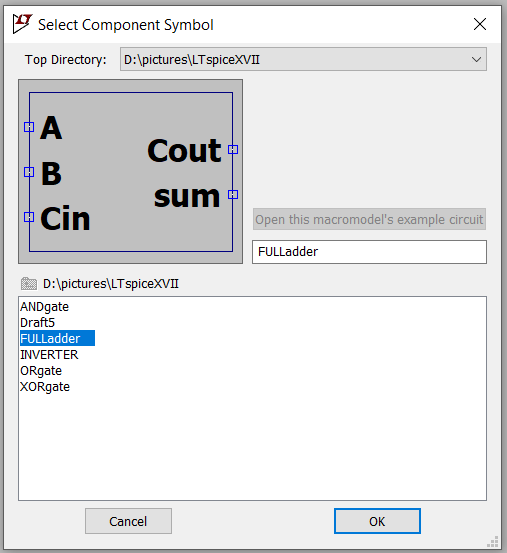 Select Component Symbol
Top Directory: D:\pictures\LTspiceXVII
A
B
Cin
Cout
sum
Open this macromodel's example circuit
FULLadder
D:\pictures\LTspiceXVII
ANDgate
Draft5
FULLadder
INVERTER
ORgate
XORgate
Cancel
OK